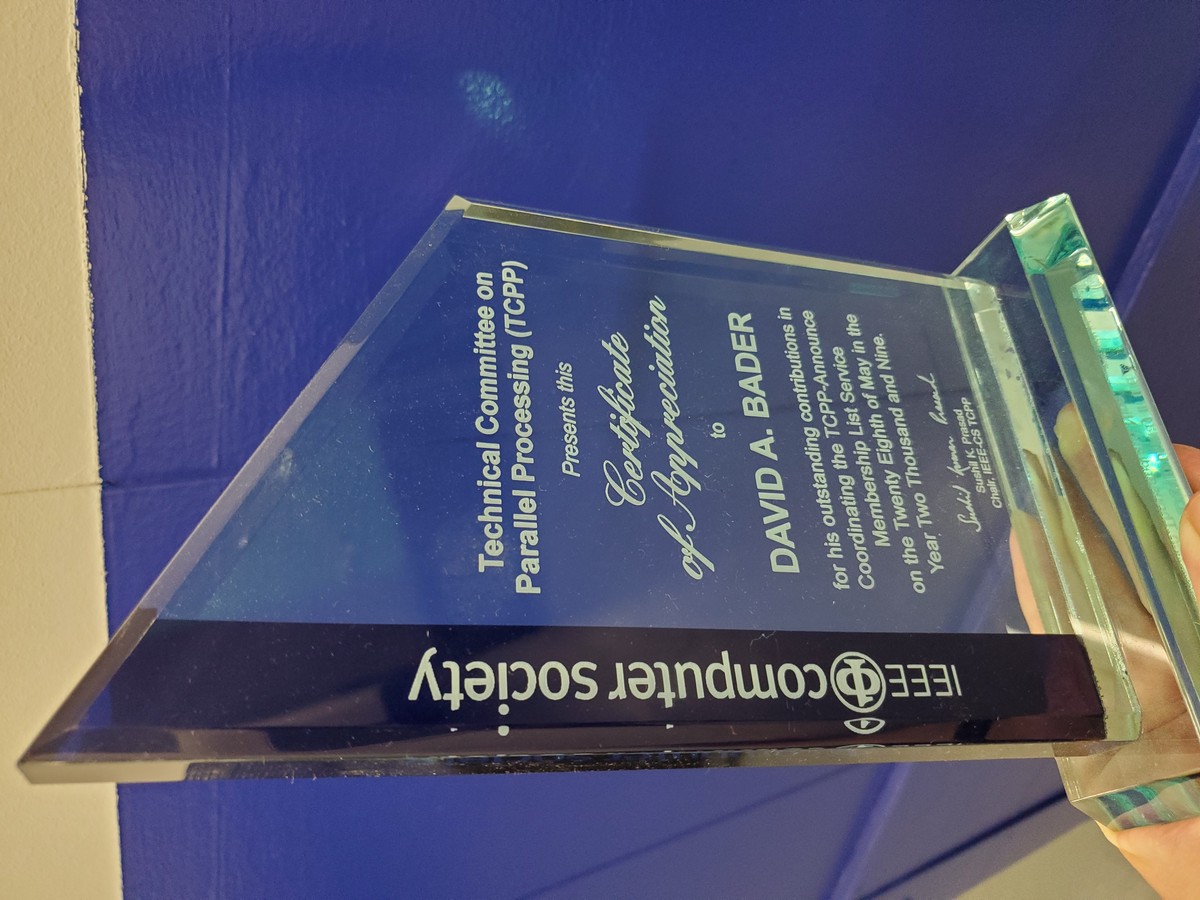 Technical Committee on
Parallel Processing (TCPP)
Presents this
Certificate
of Appreciation
to
DAVID A. BADER
for his outstanding contributions in
Coordinating the TCPP-Announce
Membership List Service
on the Twenty Eighth of May in the
Year Two Thousand and Nine.
Sushil K. Prasad
Chair, IEEE-CS TCPP
IEEE computer society